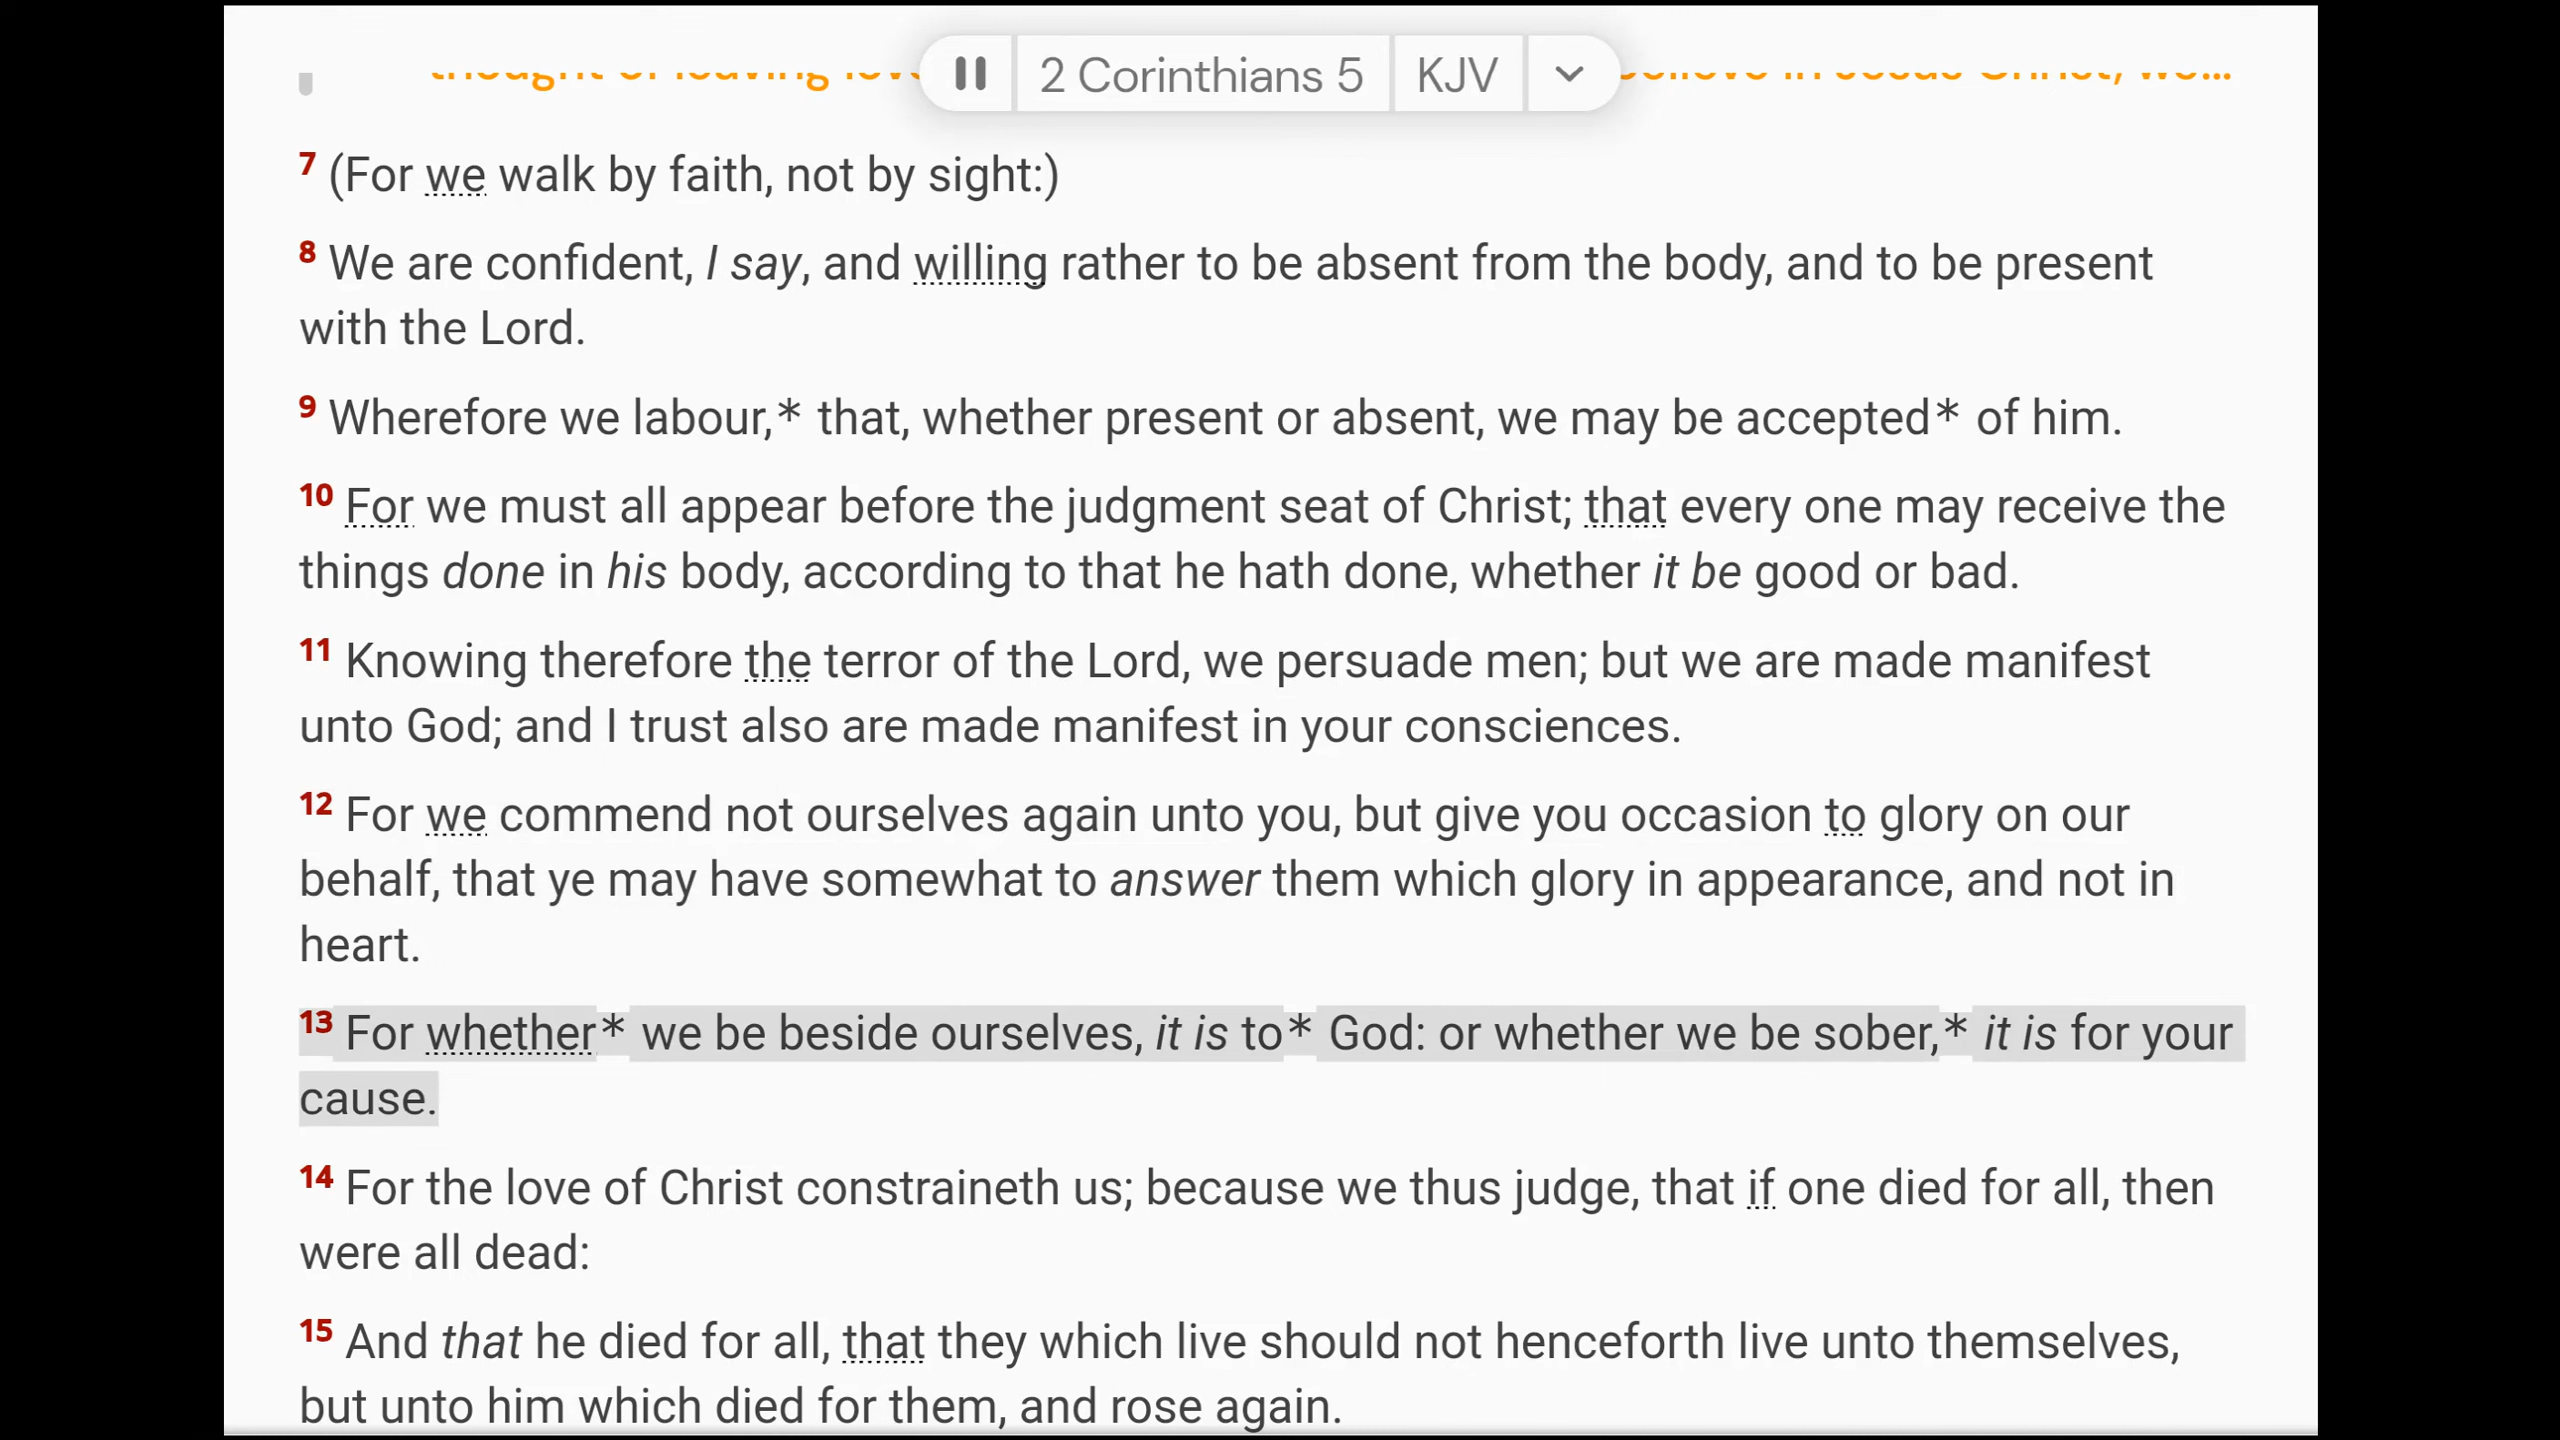 2 Corinthians 5 KJV
7 (For we walk by faith, not by sight:)
8 We are confident, I say, and willing rather to be absent from the body, and to be present
with the Lord.
9 Wherefore we labour,* that, whether present or absent, we may be accepted* of him.
10 For we must all appear before the judgment seat of Christ; that every one may receive the
things done in his body, according to that he hath done, whether it be good or bad.
11 Knowing therefore the terror of the Lord, we persuade men; but we are made manifest
unto God; and I trust also are made manifest in your consciences.
12 For we commend not ourselves again unto you, but give you occasion to glory on our
behalf, that ye may have somewhat to answer them which glory in appearance, and not in
heart.
13 For whether* we be beside ourselves, it is to* God: or whether we be sober,* it is for your
cause.
14 For the love of Christ constraineth us; because we thus judge, that if one died for all, then
were all dead:
15 And that he died for all, that they which live should not henceforth live unto themselves,
but unto him which died for them, and rose again.